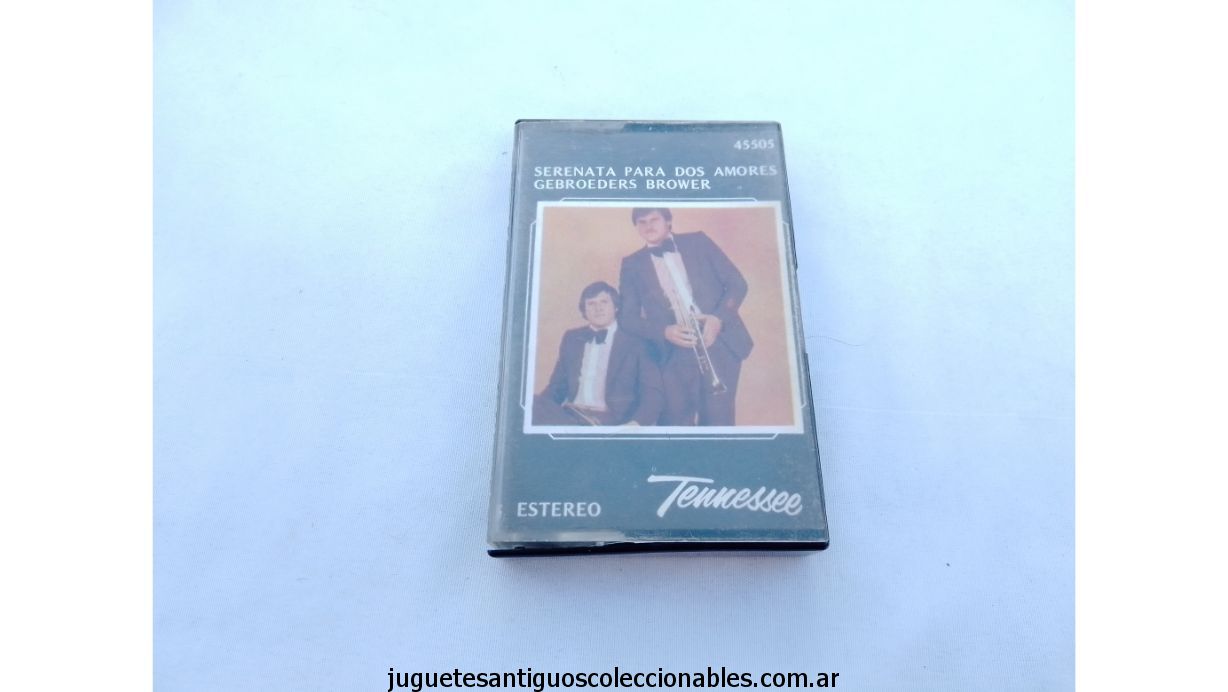 45505
SERENATA PARA DOS AMORES
GEBROEDERS BROWER
ESTEREO
Tennessee
juguetesantiguoscoleccionables.com.ar